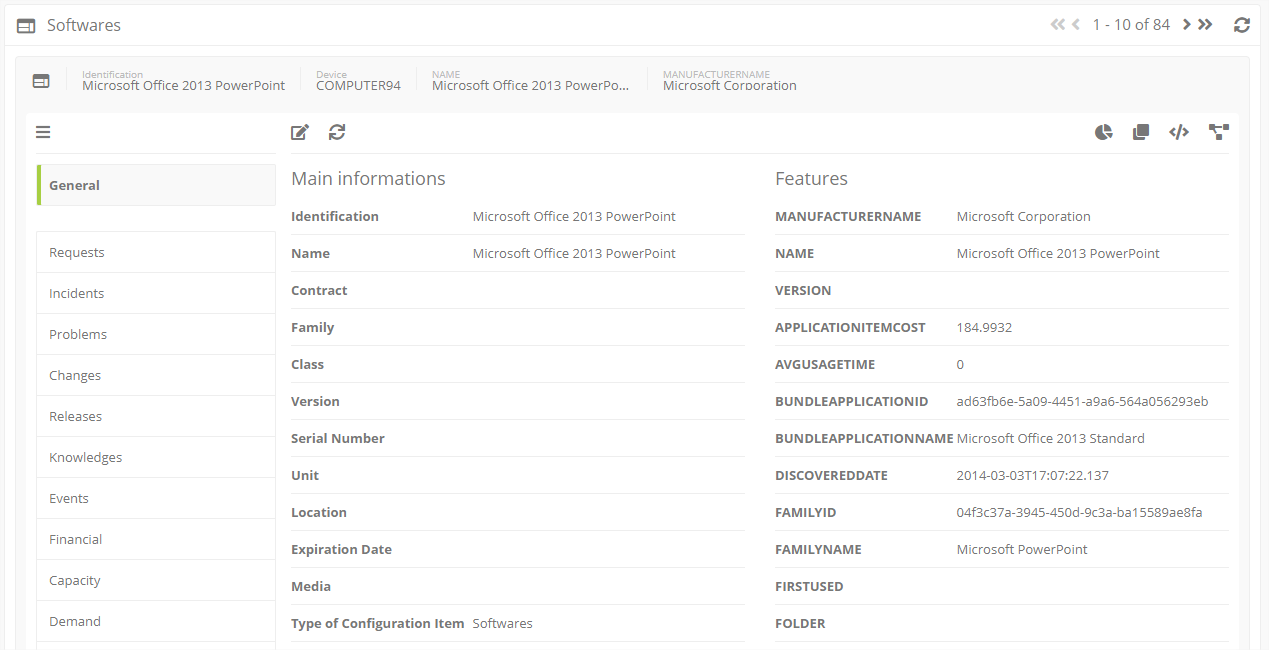 Softwares
1 - 10 of 84
Identification
Microsoft Office 2013 PowerPoint
Device
COMPUTER94
NAME
Microsoft Office 2013 PowerPo...
MANUFACTURERNAME
Microsoft Corporation
General
Requests
Incidents
Problems
Changes
Releases
Knowledges
Events
Financial
Capacity
Demand
Main informations
Identification Microsoft Office 2013 PowerPoint
Name Microsoft Office 2013 PowerPoint
Contract
Family
Class
Version
Serial Number
Unit
Location
Expiration Date
Media
Type of Configuration Item Softwares
Features
MANUFACTURERNAME Microsoft Corporation
NAME Microsoft Office 2013 PowerPoint
VERSION
APPLICATIONITEMCOST 184.9932
AVGUSAGETIME 0
BUNDLEAPPLICATIONID ad63fb6e-5a09-4451-a9a6-564a056293eb
BUNDLEAPPLICATIONNAME Microsoft Office 2013 Standard
DISCOVEREDDATE 2014-03-03T17:07:22.137
FAMILYID 04f3c37a-3945-450d-9c3a-ba15589ae8fa
FAMILYNAME Microsoft PowerPoint
FIRSTUSED
FOLDER